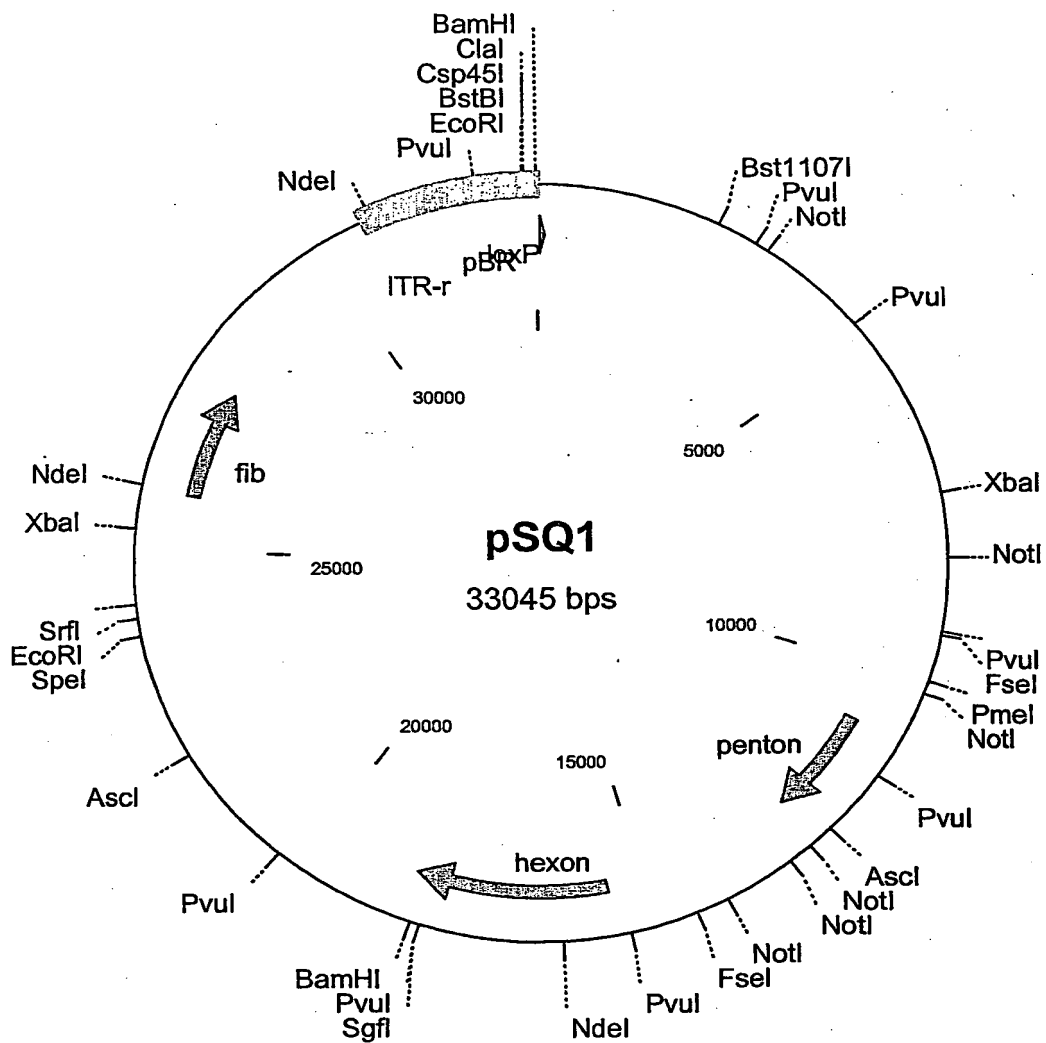 BamHI
ClaI
Csp45I
BstBI
EcoRI
PvuI
NdeI
Bst1107I
PvuI
NotI
PvuI
loxP
pBR
ITR-r
30000
5000
fib
NdeI
XbaI
XbaI
NotI
pSQ1
33045 bps
25000
10000
SrfI
EcoRI
SpeI
PvuI
FseI
PmeI
NotI
20000
penton
15000
AscI
PvuI
hexon
AscI
NotI
NotI
PvuI
NotI
FseI
BamHI
PvuI
SgfI
PvuI
NdeI